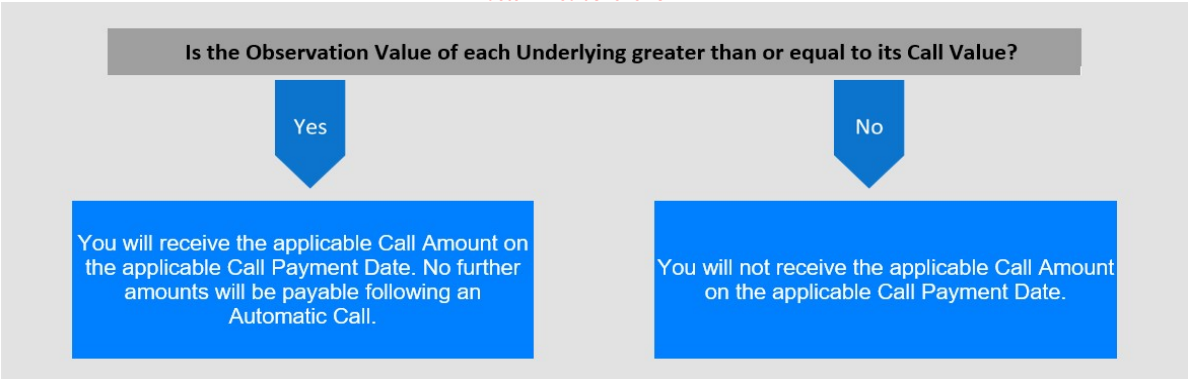 Is the Observation Value of each Underlying greater than or equal to its Call Value?
Yes
No
You will receive the applicable Call Amount on
the applicable Call Payment Date. No further
amounts will be payable following an
Automatic Call.
You will not receive the applicable Call Amount
on the applicable Call Payment Date.